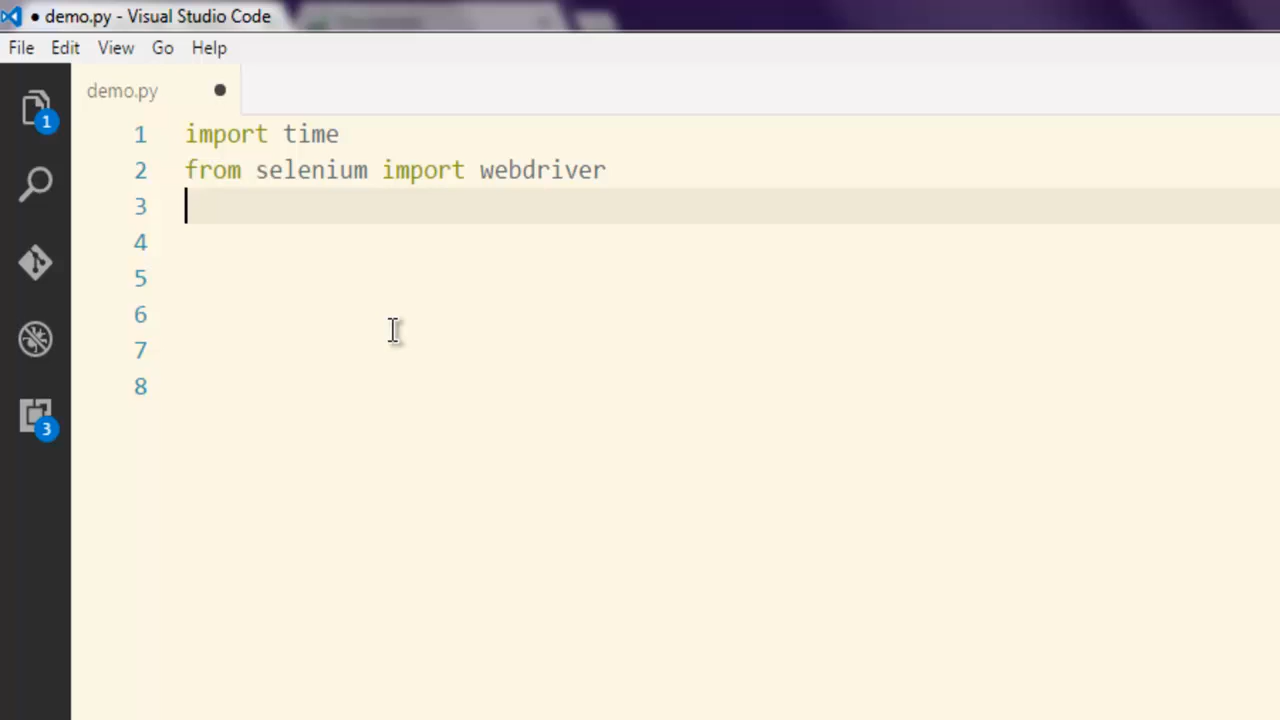 ● demo.py - Visual Studio Code
File Edit View Go Help
demo.py ●
1
1 import time
2 from selenium import webdriver
3
4
5
6
7
8
3